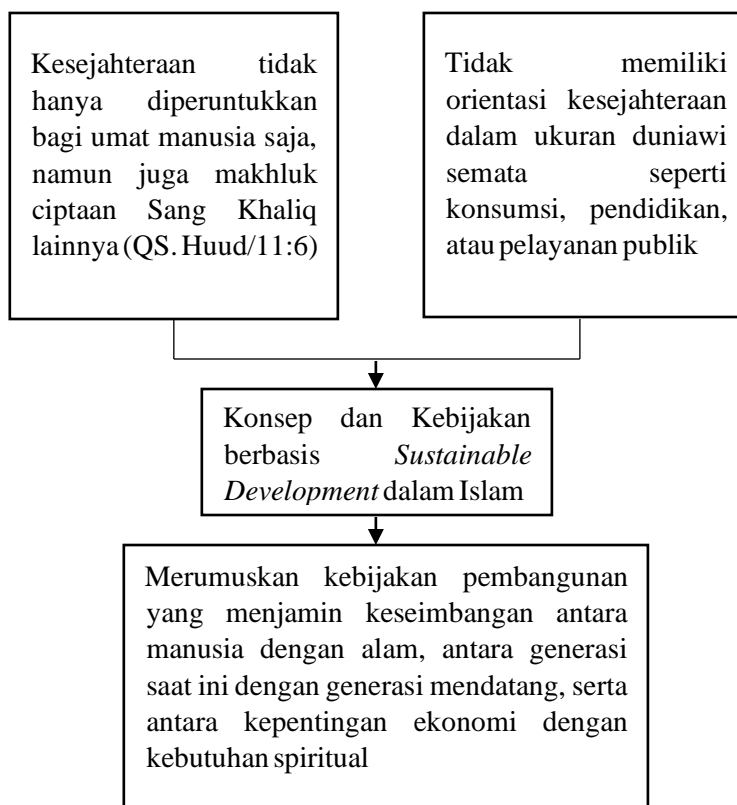 Kesejahteraan tidak
hanya diperuntukkan
bagi umat manusia saja,
namun juga makhluk
ciptaan Sang Khaliq
lainnya (QS. Huud/11:6)
Tidak memiliki
orientasi kesejahteraan
dalam ukuran duniawi
semata seperti
konsumsi, pendidikan,
atau pelayanan publik
Konsep dan Kebijakan
berbasis Sustainable
Development dalam Islam
Merumuskan kebijakan pembangunan
yang menjamin keseimbangan antara
manusia dengan alam, antara generasi
saat ini dengan generasi mendatang, serta
antara kepentingan ekonomi dengan
kebutuhan spiritual